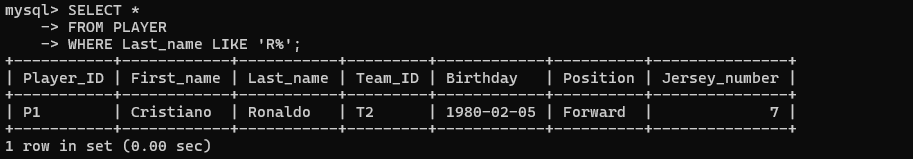 mysql> SELECT *
    -> FROM PLAYER
    -> WHERE Last_name LIKE 'R%';
+-----------+------------+-----------+---------+------------+----------+---------------+
| Player_ID | First_name | Last_name | Team_ID | Birthday   | Position | Jersey_number |
+-----------+------------+-----------+---------+------------+----------+---------------+
| P1        | Cristiano  | Ronaldo   | T2      | 1980-02-05 | Forward  |             7 |
+-----------+------------+-----------+---------+------------+----------+---------------+
1 row in set (0.00 sec)